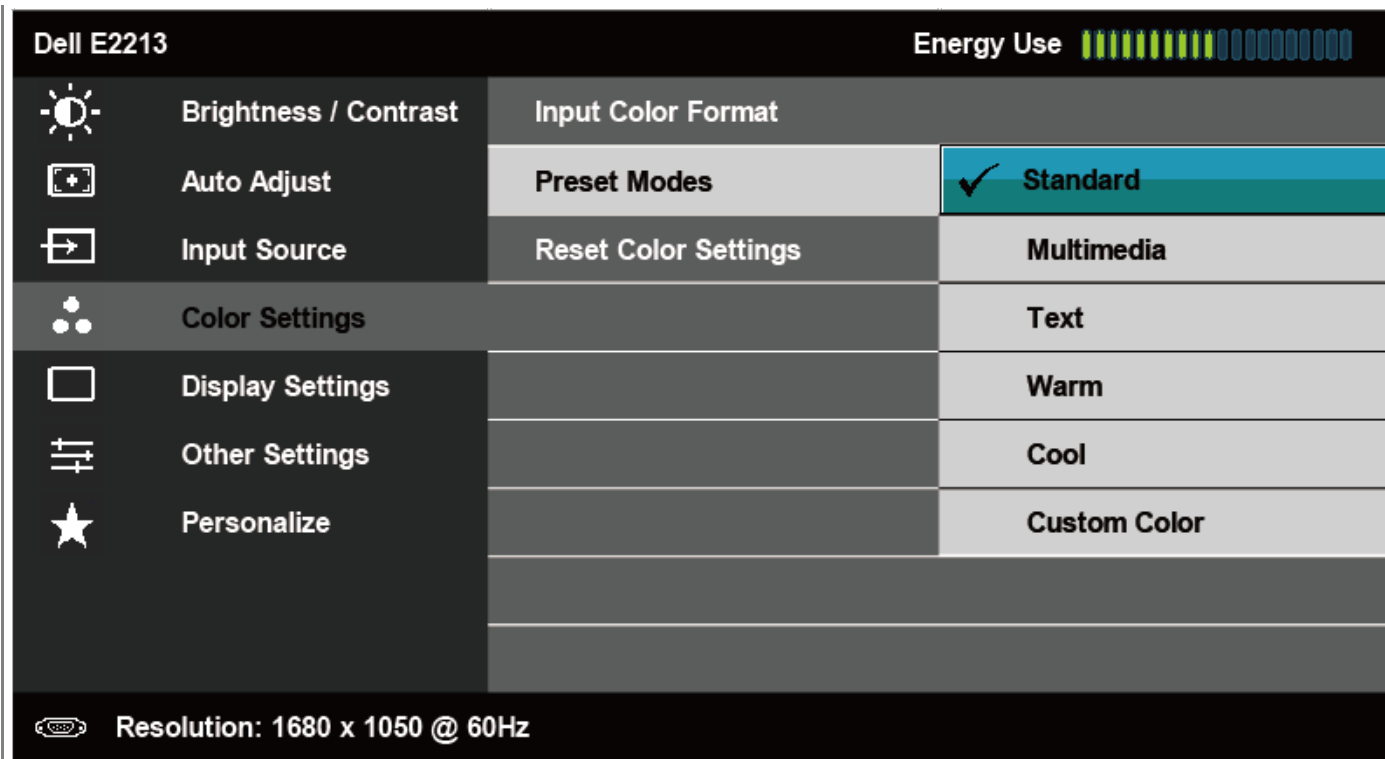 Dell E2213 Energy Use
Brightness / Contrast Input Color Format
Auto Adjust Preset Modes Standard
Input Source Reset Color Settings Multimedia
Color Settings Text
Display Settings Warm
Other Settings Cool
Personalize Custom Color
Resolution: 1680 x 1050 @ 60Hz